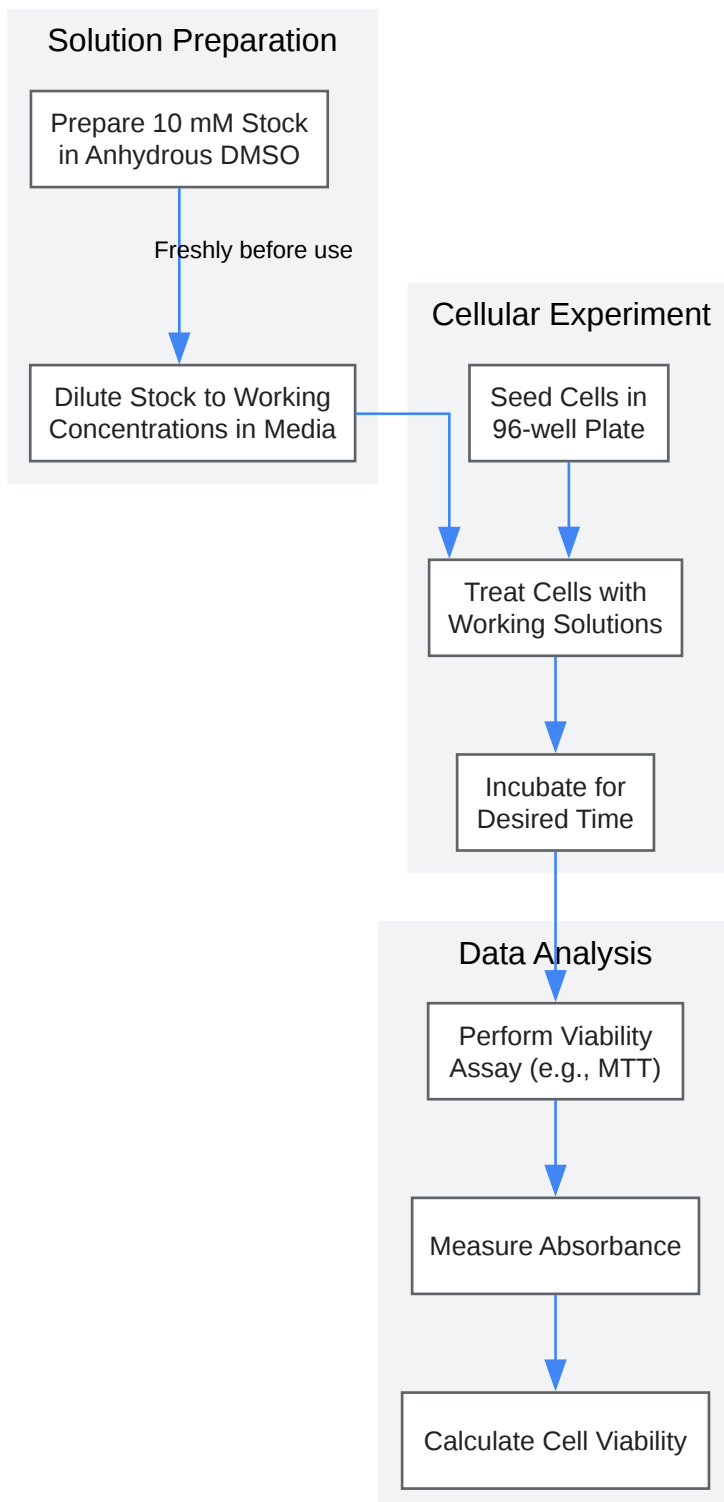 Solution Preparation
Prepare 10 mM Stock
in Anhydrous DMSO
Freshly before use
Dilute Stock to Working
Concentrations in Media
Cellular Experiment
Seed Cells in
96-well Plate
Treat Cells with
Working Solutions
Incubate for
Desired Time
Data Analysis
Perform Viability
Assay (e.g., MTT)
Measure Absorbance
Calculate Cell Viability